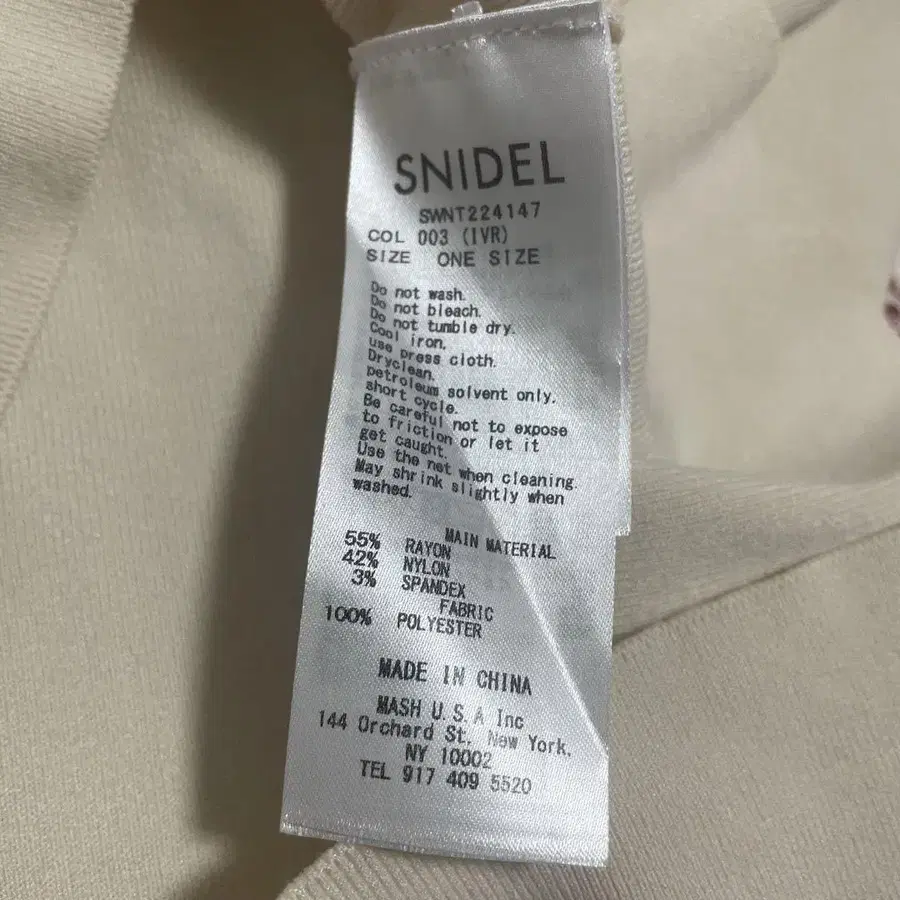 SNIDEL
SWNT224147
COL 003 (IVR)
SIZE ONE SIZE
Do not wash.
Do not bleach.
Do not tumble dry.
Cool iron.
use press cloth.
Dryclean.
petroleum solvent only.
short cycle.
Be careful not to expose
to friction or let it
get caught.
Use the net when cleaning.
May shrink slightly when
washed.
MAIN MATERIAL
55% RAYON
42% NYLON
3% SPANDEX
FABRIC
100% POLYESTER
MADE IN CHINA
MASH U.S.A Inc
144 Orchard St. New York.
NY 10002
TEL 917 409 5520